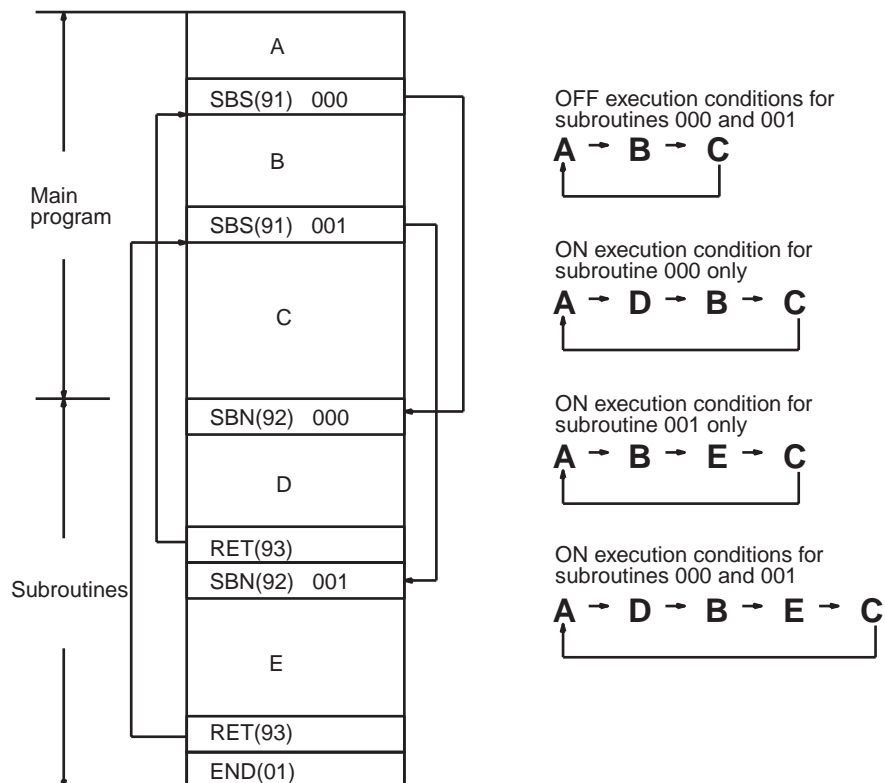 A
SBS(91) 000
B
Main
program
SBS(91) 001
C
SBN(92) 000
D
RET(93)
Subroutines
SBN(92) 001
E
RET(93)
END(01)
OFF execution conditions for
subroutines 000 and 001
A B C
ON execution condition for
subroutine 000 only
A D B C
ON execution condition for
subroutine 001 only
A B E C
ON execution conditions for
subroutines 000 and 001
A D B E C